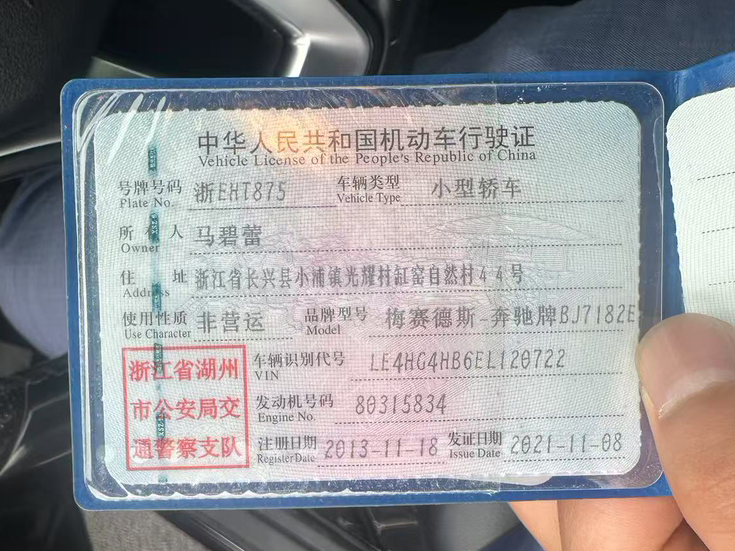 中华人民共和国机动车行驶证
Vehicle License of the People's Republic of China
号牌号码 浙EHT875 车辆类型 小型轿车
Plate No. Vehicle Type
所有人 马碧蕾
Owner
住址 浙江省长兴县小浦镇光耀村缸窑自然村44号
Address
使用性质 非营运 品牌型号 梅赛德斯-奔驰牌BJ7182E
Use Character Model
浙江省湖州
市公安局交
通警察支队
车辆识别代号 LE4HG4HB6EL120722
VIN
发动机号码 80315834
Engine No.
注册日期 2013-11-18 发证日期 2021-11-08
Register Date Issue Date